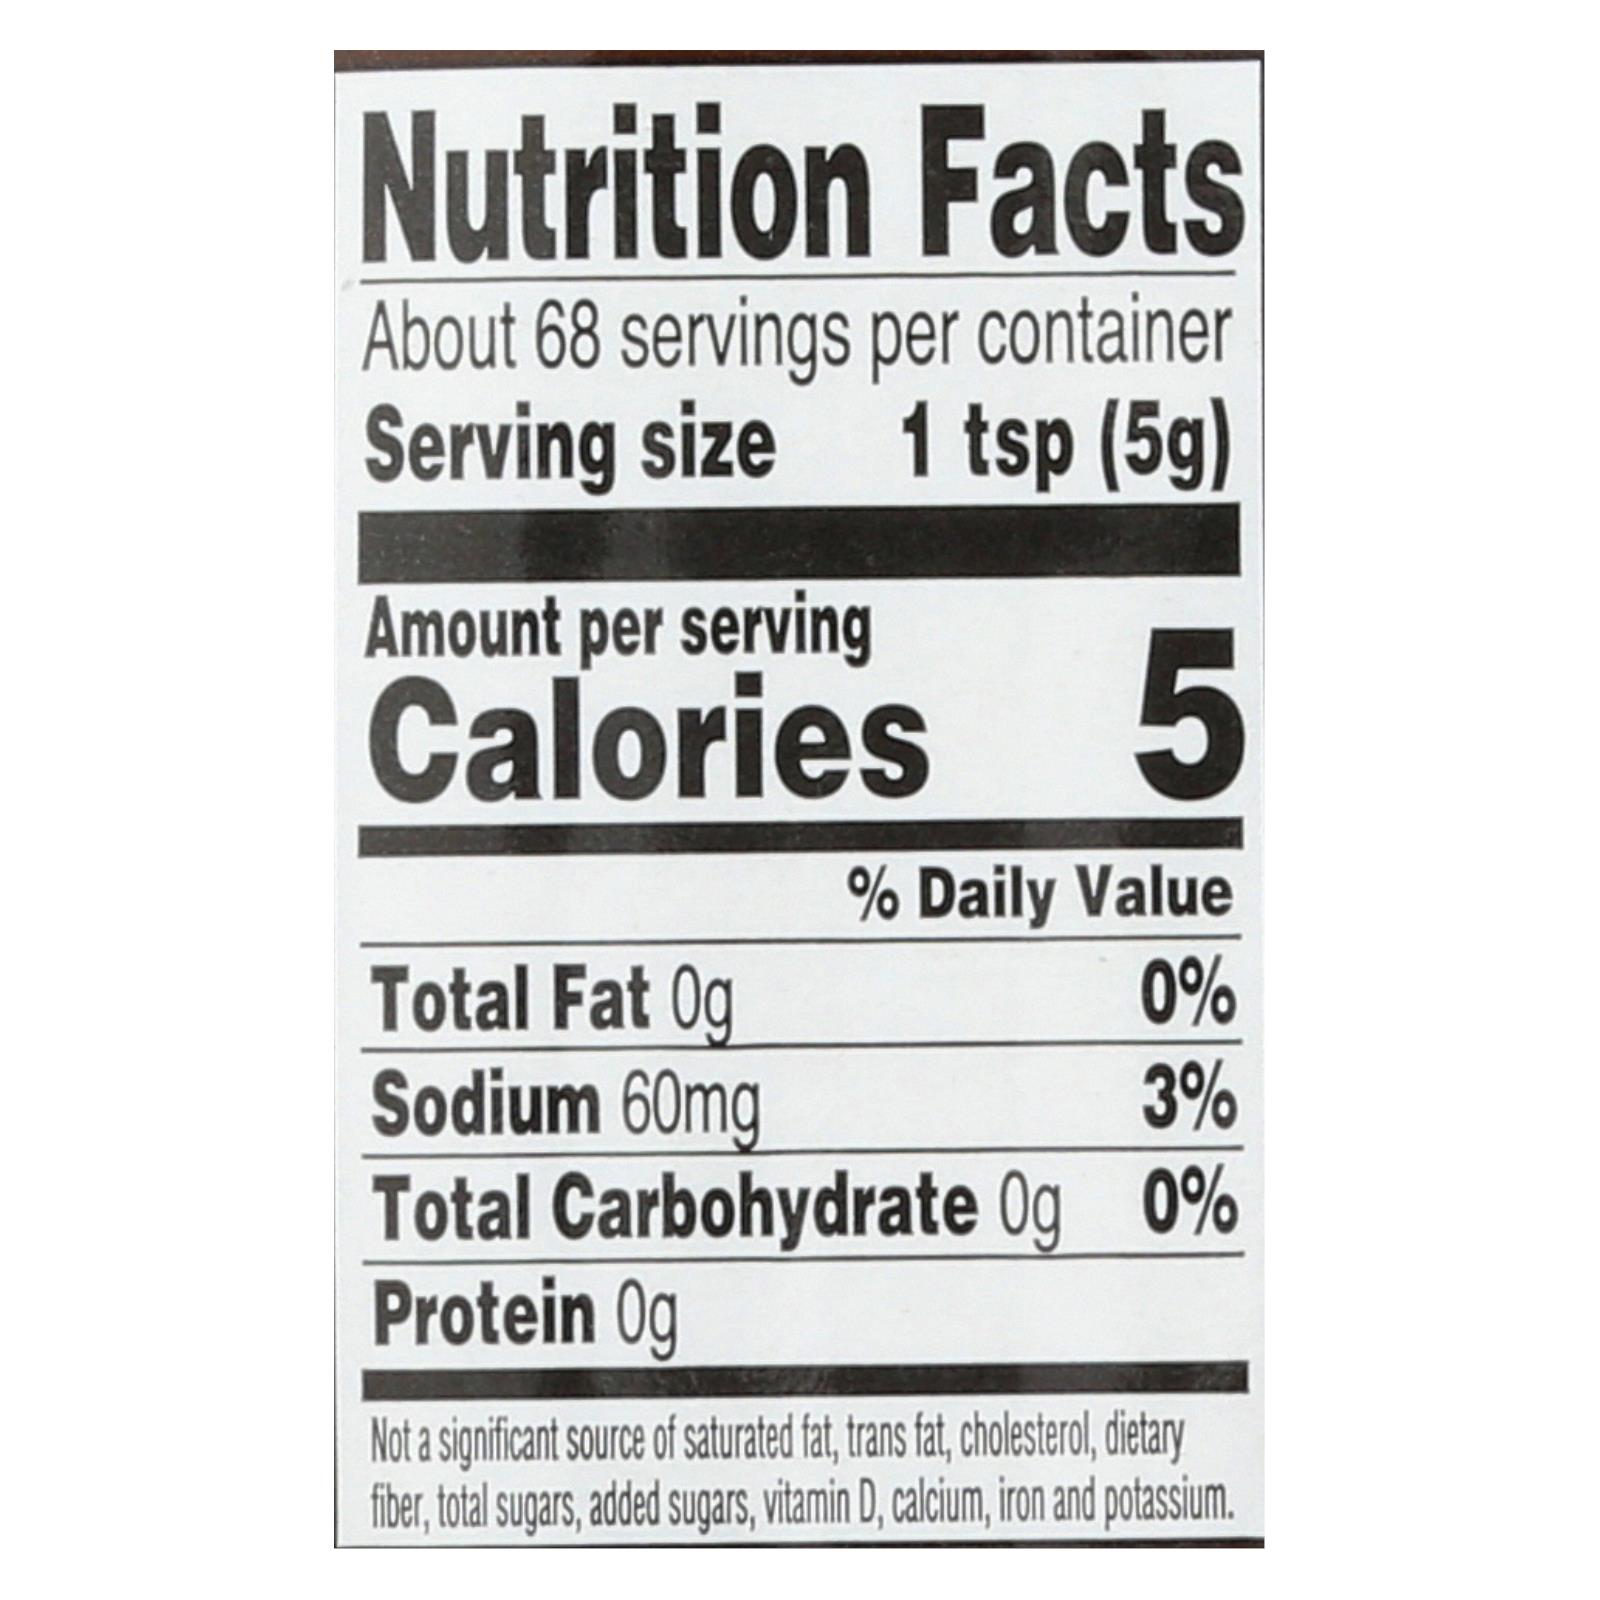 Nutrition Facts
About 68 servings per container
Serving size 1 tsp (5g)
Amount per serving
Calories 5
% Daily Value
Total Fat 0g 0%
Sodium 60mg 3%
Total Carbohydrate 0g 0%
Protein 0g
Not a significant source of saturated fat, trans fat, cholesterol, dietary
fiber, total sugars, added sugars, vitamin D, calcium, iron and potassium.